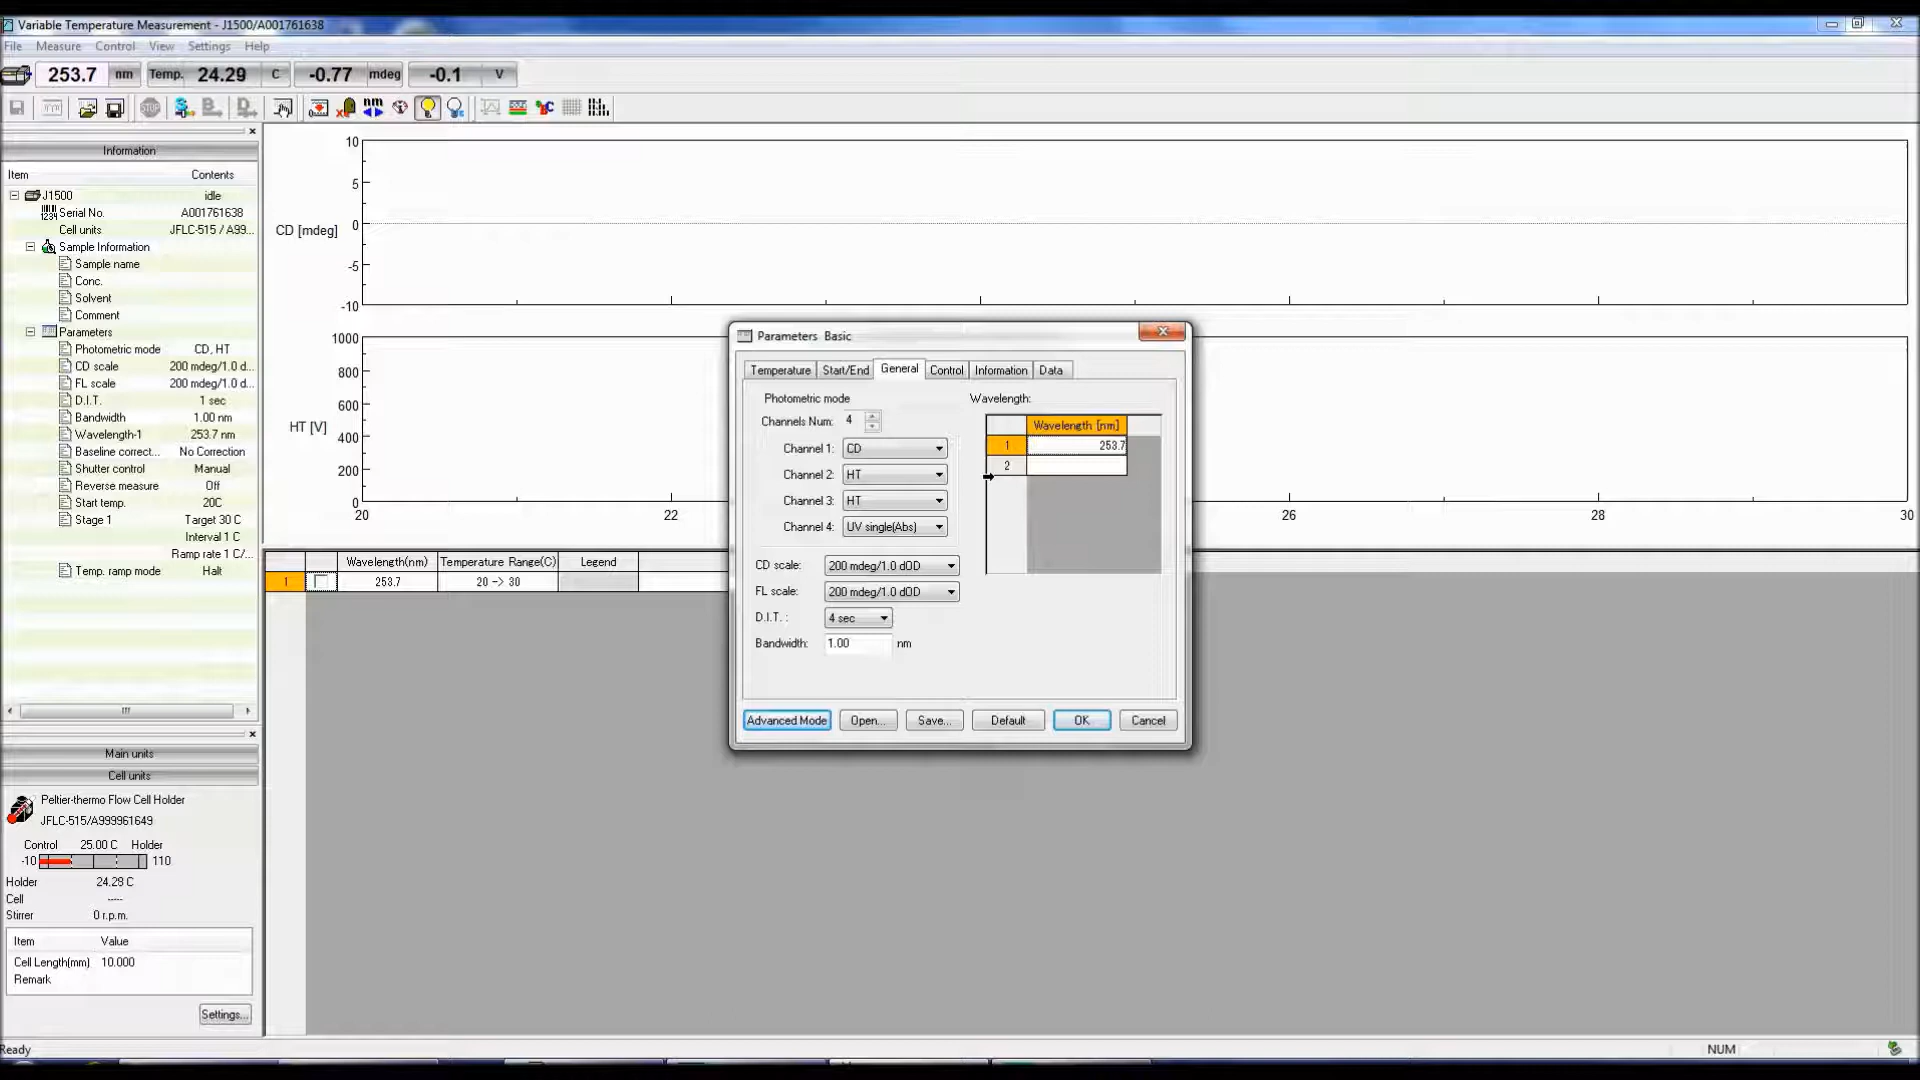 Variable Temperature Measurement - J1500/A001761638
File Measure Control View Settings Help
253.7 nm Temp. 24.29 C -0.77 mdeg -0.1 V
Information
Item Contents
J1500 idle
Serial No. A001761638
Cell units JFLC-515 / A99...
Sample Information
Sample name
Conc.
Solvent
Comment
Parameters
Photometric mode CD, HT
CD scale 200 mdeg/1.0 d...
FL scale 200 mdeg/1.0 d...
D.I.T. 1 sec
Bandwidth 1.00 nm
Wavelength-1 253.7 nm
Baseline correct... No Correction
Shutter control Manual
Reverse measure Off
Start temp. 20C
Stage 1 Target 30 C
Interval 1 C
Ramp rate 1 C/...
Temp. ramp mode Halt
Main units
Cell units
Peltier-thermo Flow Cell Holder
JFLC-515/A999961649
Control 25.00 C Holder
-10 110
Holder 24.28 C
Cell -----
Stirrer 0 r.p.m.
Item Value
Cell Length(mm) 10.000
Remark
Settings...
10
5
CD [mdeg] 0
-5
-10
1000
800
600
HT [V] 400
200
0
20 22 26 28 30
Wavelength(nm) Temperature Range(C) Legend
1 253.7 20 -> 30
Parameters Basic
Temperature Start/End General Control Information Data
Photometric mode
Channels Num: 4
Channel 1: CD
Channel 2: HT
Channel 3: HT
Channel 4: UV single(Abs)
CD scale: 200 mdeg/1.0 dOD
FL scale: 200 mdeg/1.0 dOD
D.I.T. : 4 sec
Bandwidth: 1.00 nm
Wavelength:
Wavelength [nm]
1 253.7
2
Advanced Mode Open... Save... Default OK Cancel
Ready NUM